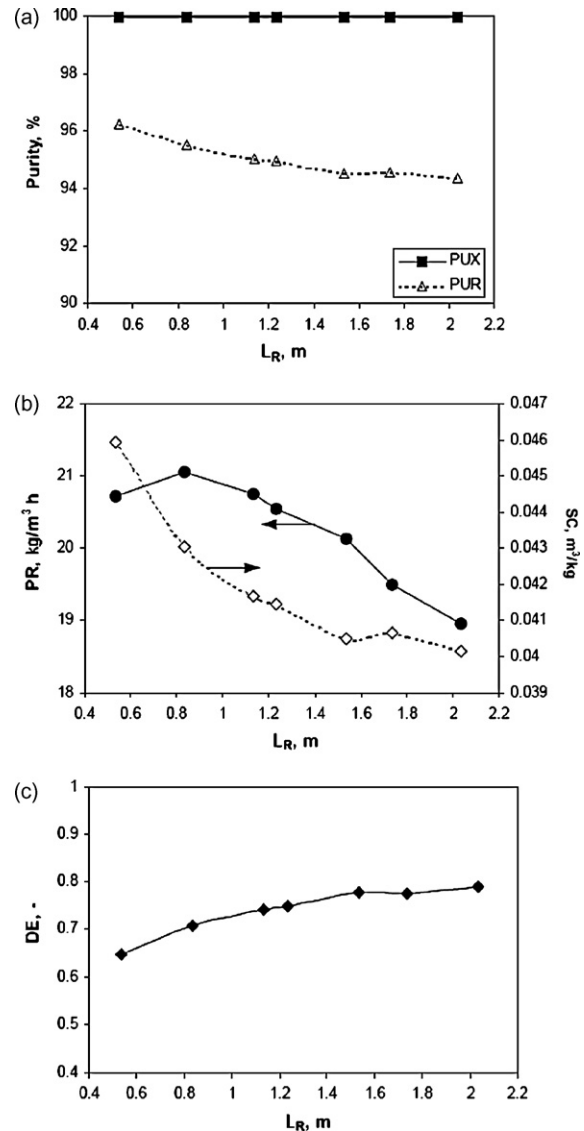 (a)
100
98
96
94
92
90
Purity, %
PUX
PUR
0.4 0.6 0.8 1 1.2 1.4 1.6 1.8 2 2.2
L_R, m
(b)
22
21
20
19
18
PR, kg/m³ h
0.047
0.046
0.045
0.044
0.043
0.042
0.041
0.04
0.039
SC, m³/kg
0.4 0.6 0.8 1 1.2 1.4 1.6 1.8 2 2.2
L_R, m
(c)
1
0.9
0.8
0.7
0.6
0.5
0.4
DE, -
0.4 0.6 0.8 1 1.2 1.4 1.6 1.8 2 2.2
L_R, m